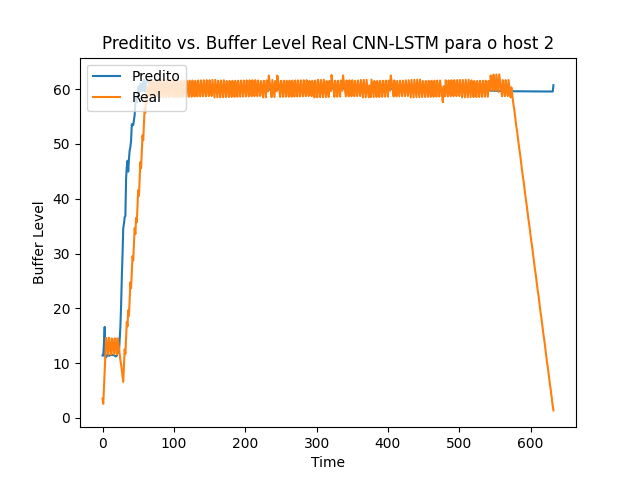 Preditito vs. Buffer Level Real CNN-LSTM para o host 2
Predito
Real
60
50
40
30
20
10
0
Buffer Level
0 100 200 300 400 500 600
Time